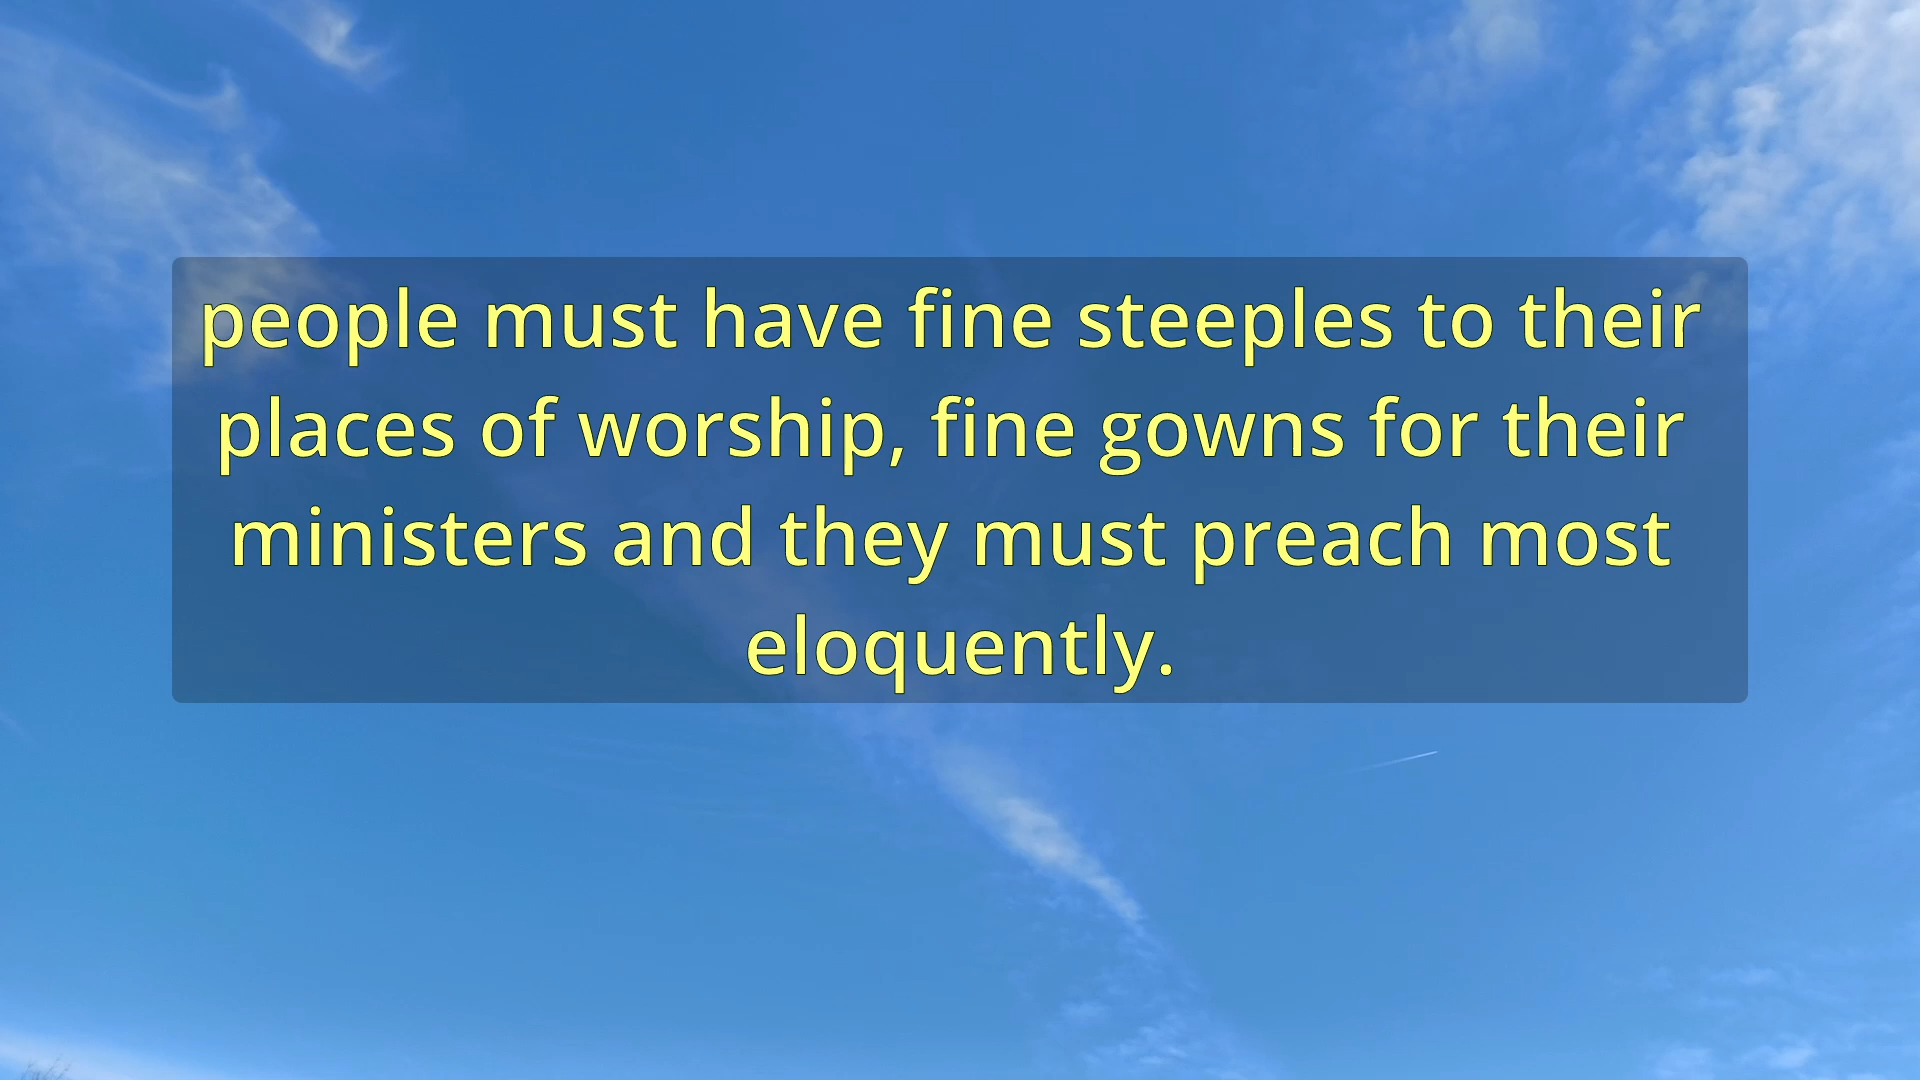 people must have fine steeples to their
places of worship, fine gowns for their
ministers and they must preach most
eloquently.